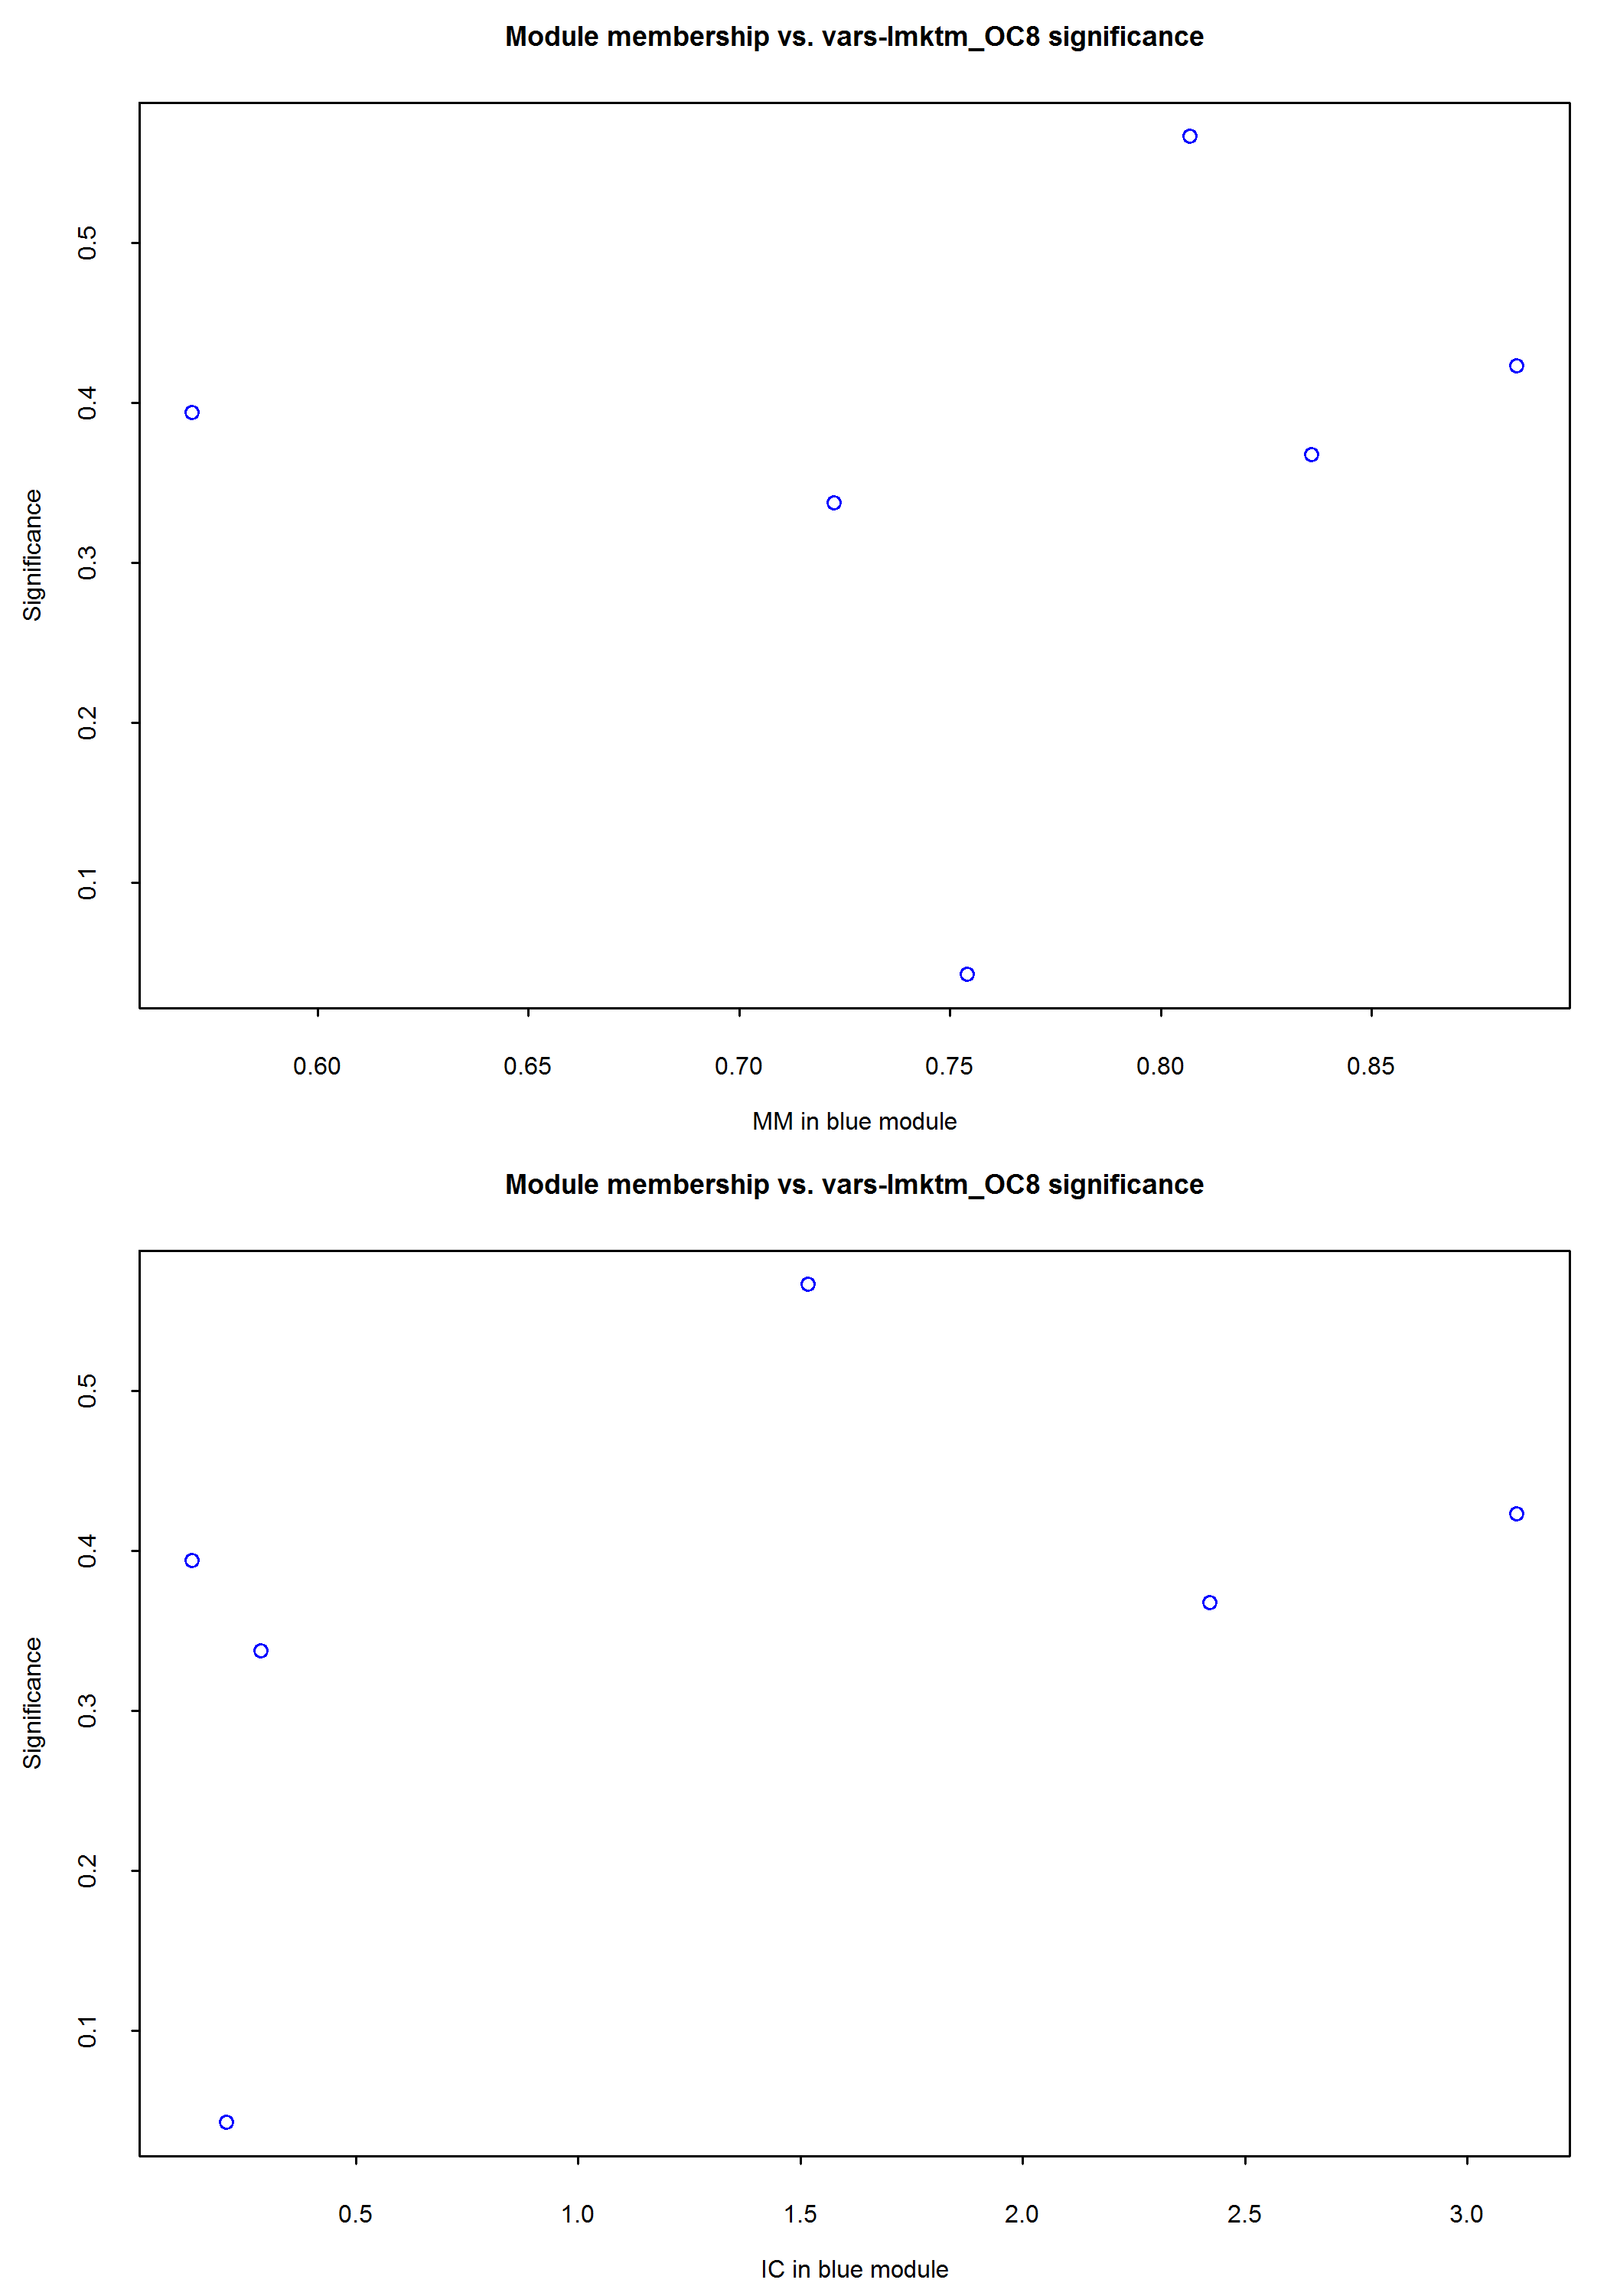 Module membership vs. vars-lmktm_OC8 significance
0.5
0.4
0.3
0.2
0.1
Significance
0.60 0.65 0.70 0.75 0.80 0.85
MM in blue module
Module membership vs. vars-lmktm_OC8 significance
0.5
0.4
0.3
0.2
0.1
Significance
0.5 1.0 1.5 2.0 2.5 3.0
IC in blue module